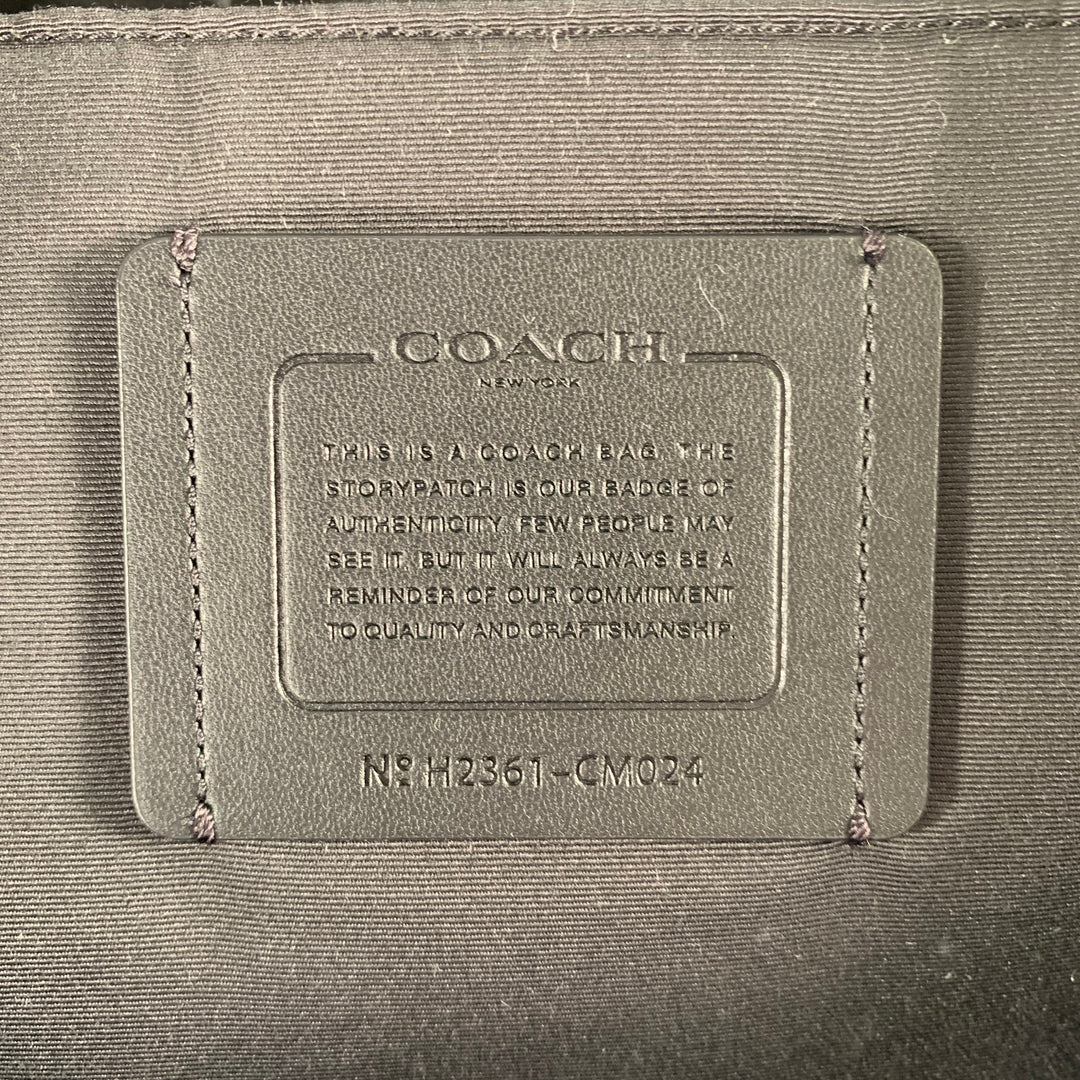 COACH
NEW YORK
THIS IS A COACH BAG. THE
STORYPATCH IS OUR BADGE OF
AUTHENTICITY. FEW PEOPLE MAY
SEE IT, BUT IT WILL ALWAYS BE A
REMINDER OF OUR COMMITMENT
TO QUALITY AND CRAFTSMANSHIP.
Nº H2361-CM024